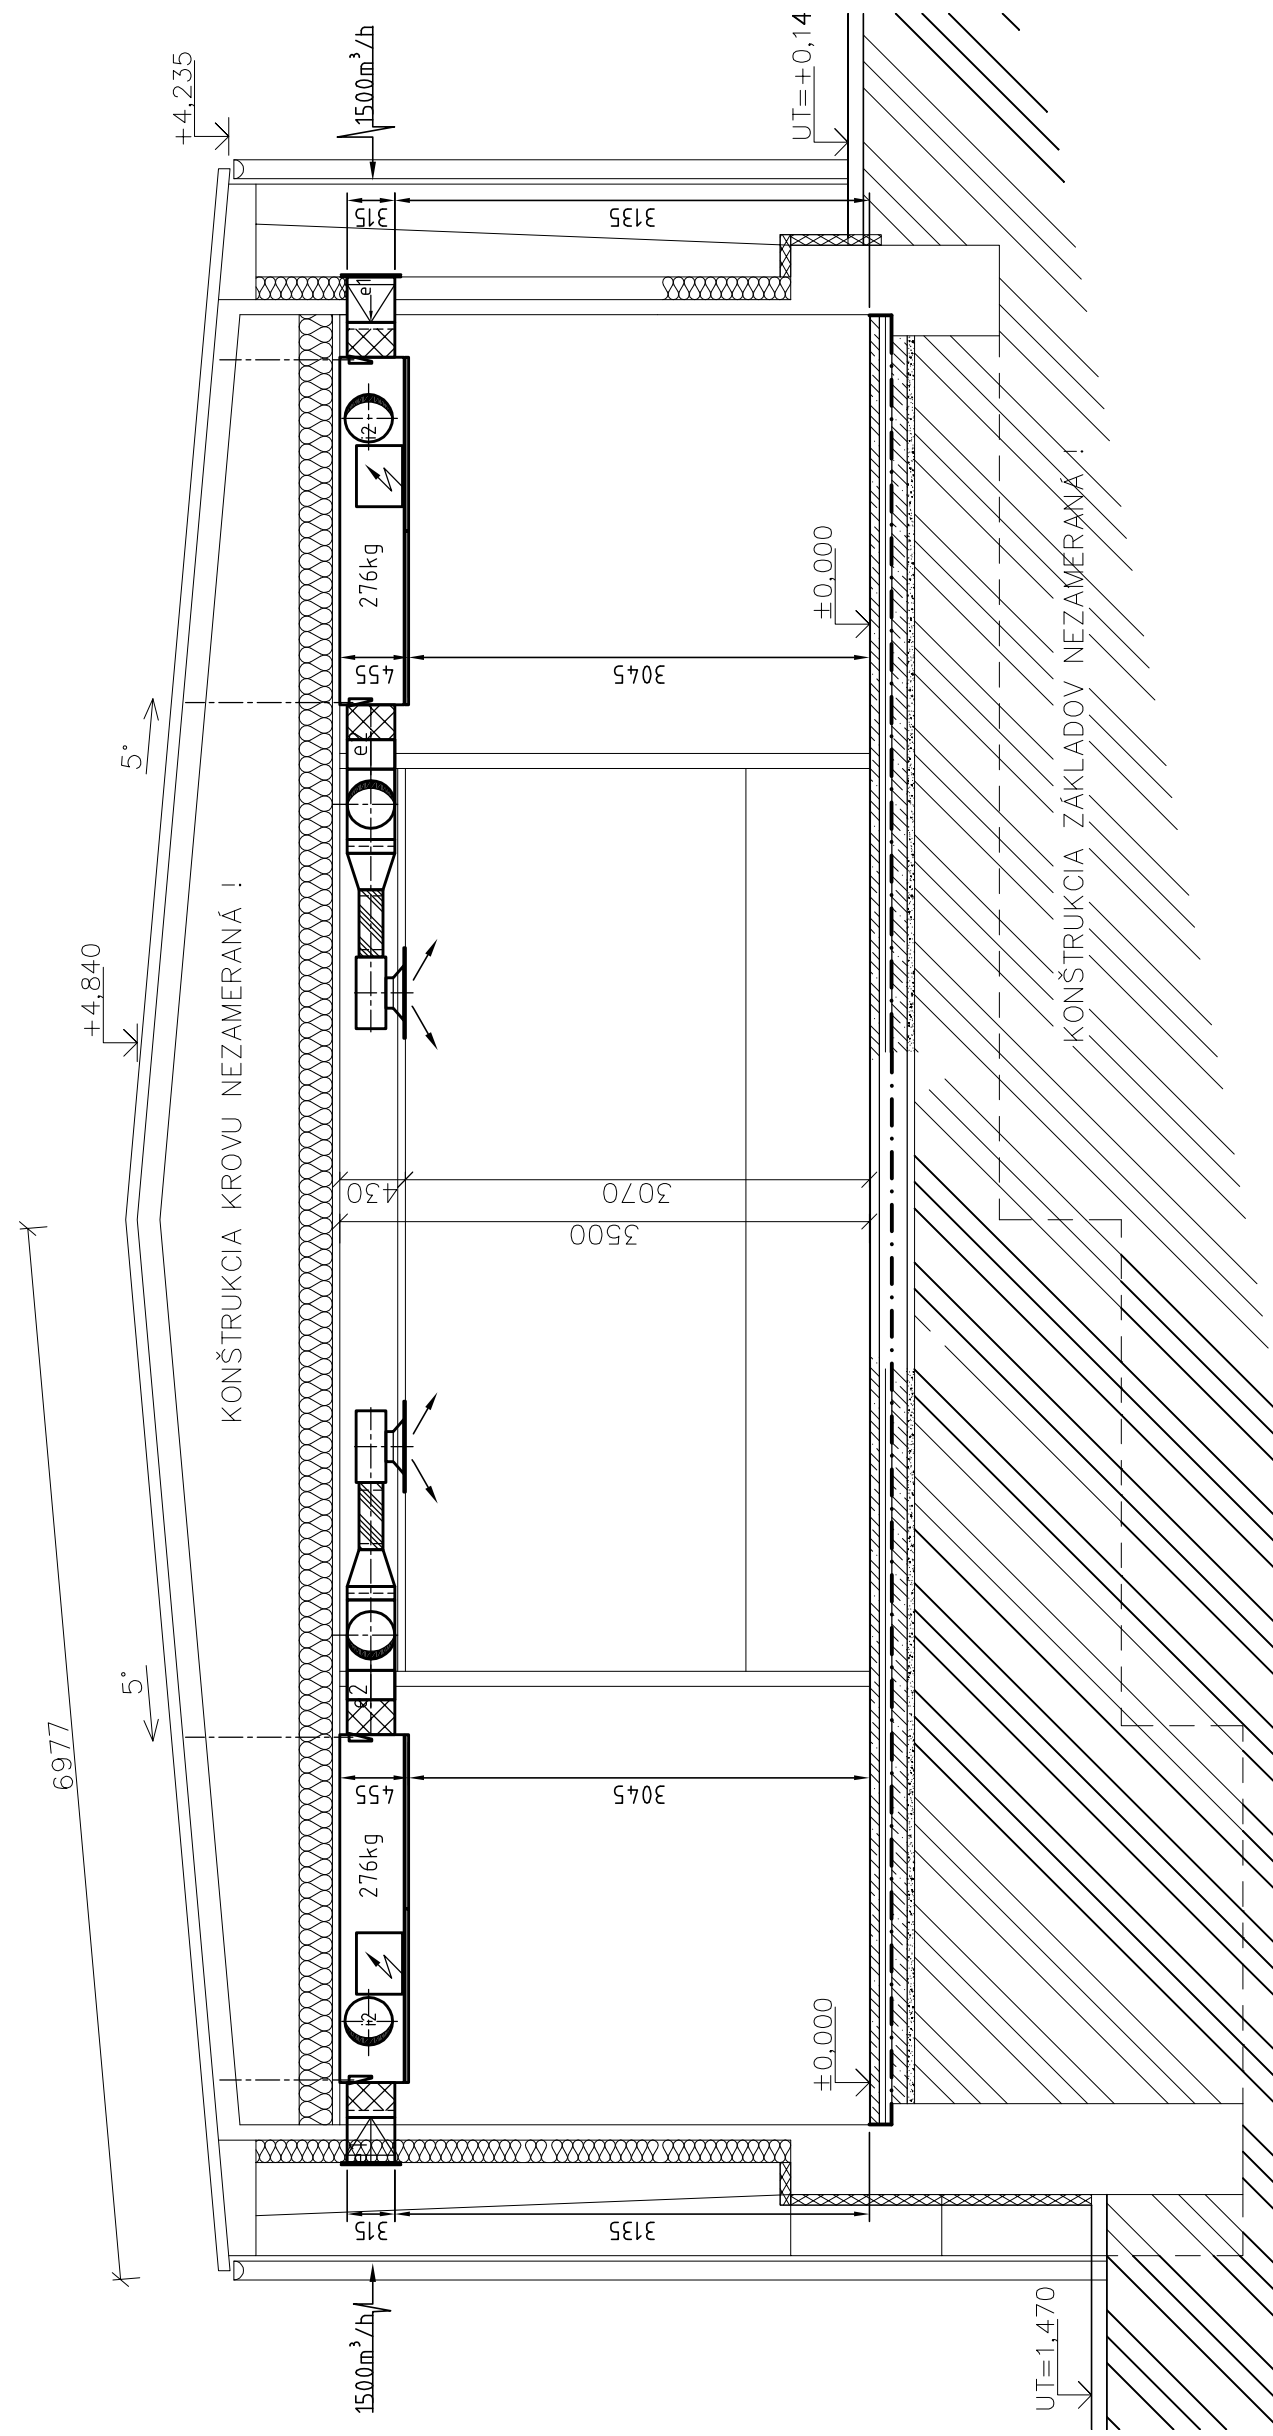 6977
+4,840
5°
5°
+4,235
KONŠTRUKCIA KROVU NEZAMERANÁ !
1500m³/h
1500m³/h
315
3135
315
3135
e1
i2
276kg
455
3045
e1
430
3070
3500
e2
455
3045
276kg
i2
±0,000
±0,000
UT=+0,14
UT=1,470
KONŠTRUKCIA ZÁKLADOV NEZAMERANÁ !